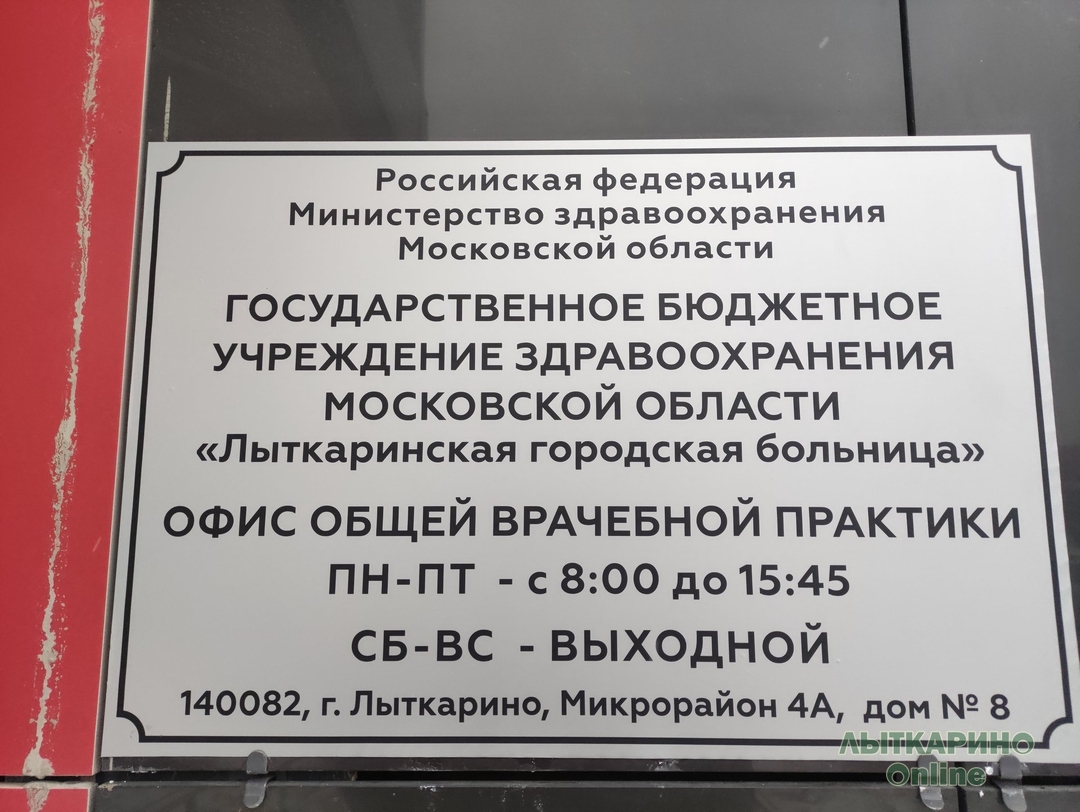 Российская федерация
Министерство здравоохранения
Московской области
ГОСУДАРСТВЕННОЕ БЮДЖЕТНОЕ
УЧРЕЖДЕНИЕ ЗДРАВООХРАНЕНИЯ
МОСКОВСКОЙ ОБЛАСТИ
«Лыткаринская городская больница»
ОФИС ОБЩЕЙ ВРАЧЕБНОЙ ПРАКТИКИ
ПН-ПТ - с 8:00 до 15:45
СБ-ВС - ВЫХОДНОЙ
140082, г. Лыткарино, Микрорайон 4А, дом № 8
ЛЫТКАРИНО
Online